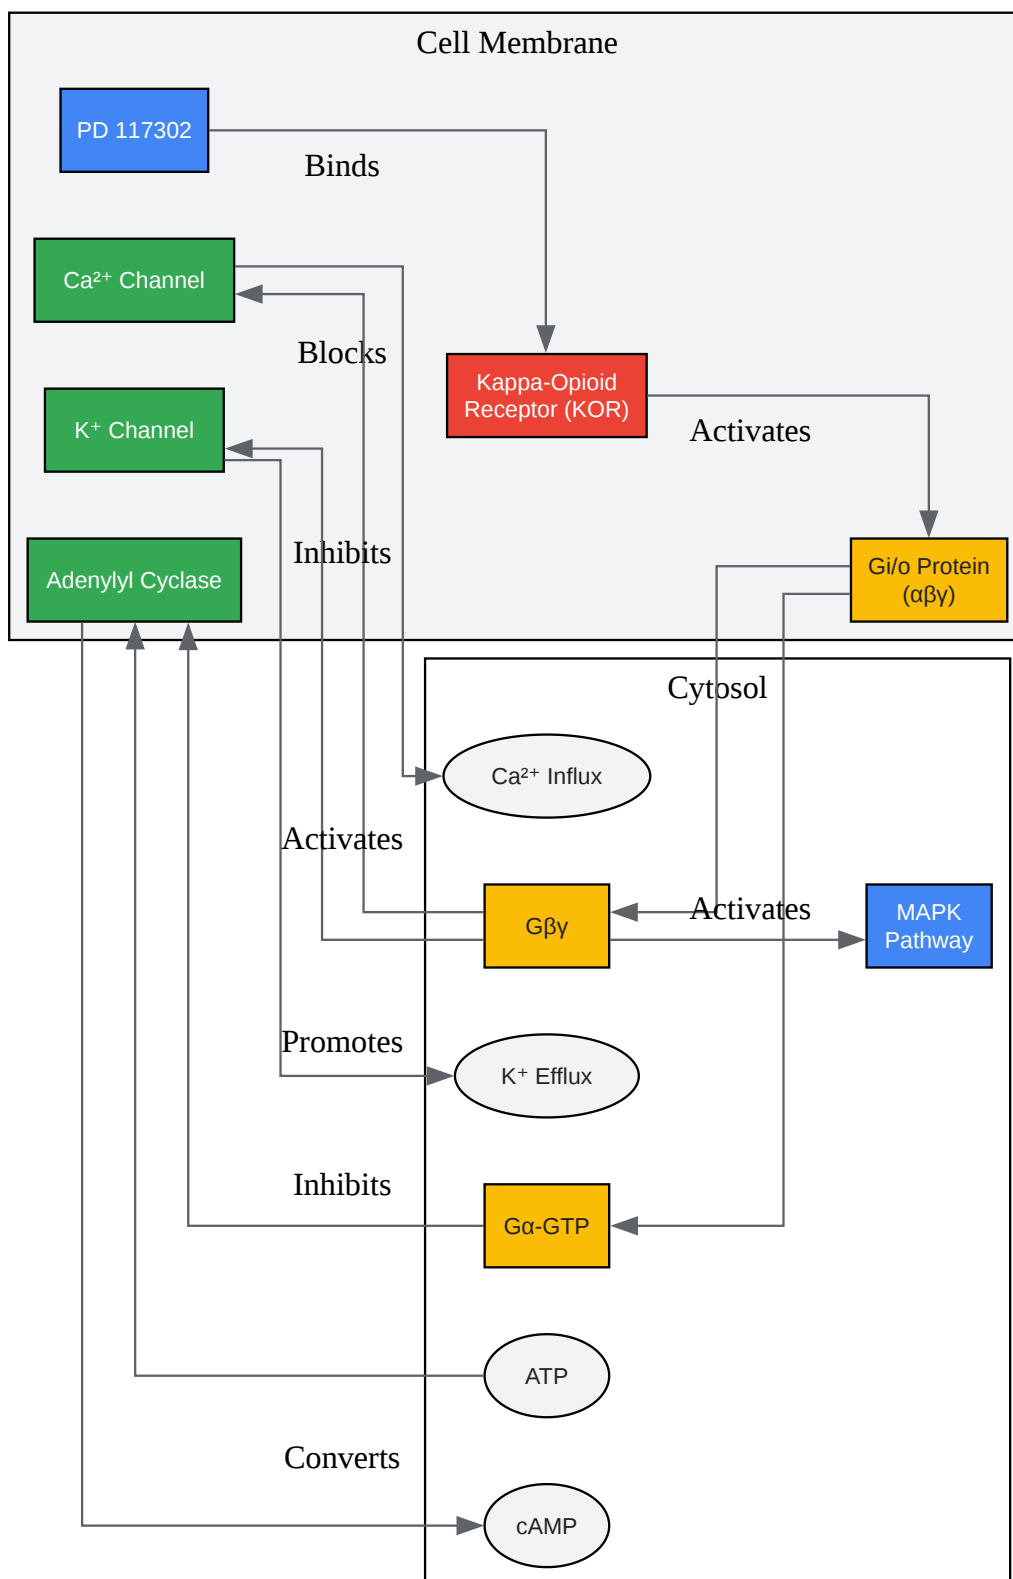 Cell Membrane
PD 117302
Binds
Ca²⁺ Channel
Blocks
Kappa-Opioid
Receptor (KOR)
K⁺ Channel
Activates
Inhibits
Adenylyl Cyclase
Gi/o Protein
(αβγ)
Cytosol
Ca²⁺ Influx
Activates
Gβγ
Activates
MAPK
Pathway
Promotes
K⁺ Efflux
Inhibits
Gα-GTP
ATP
Converts
cAMP